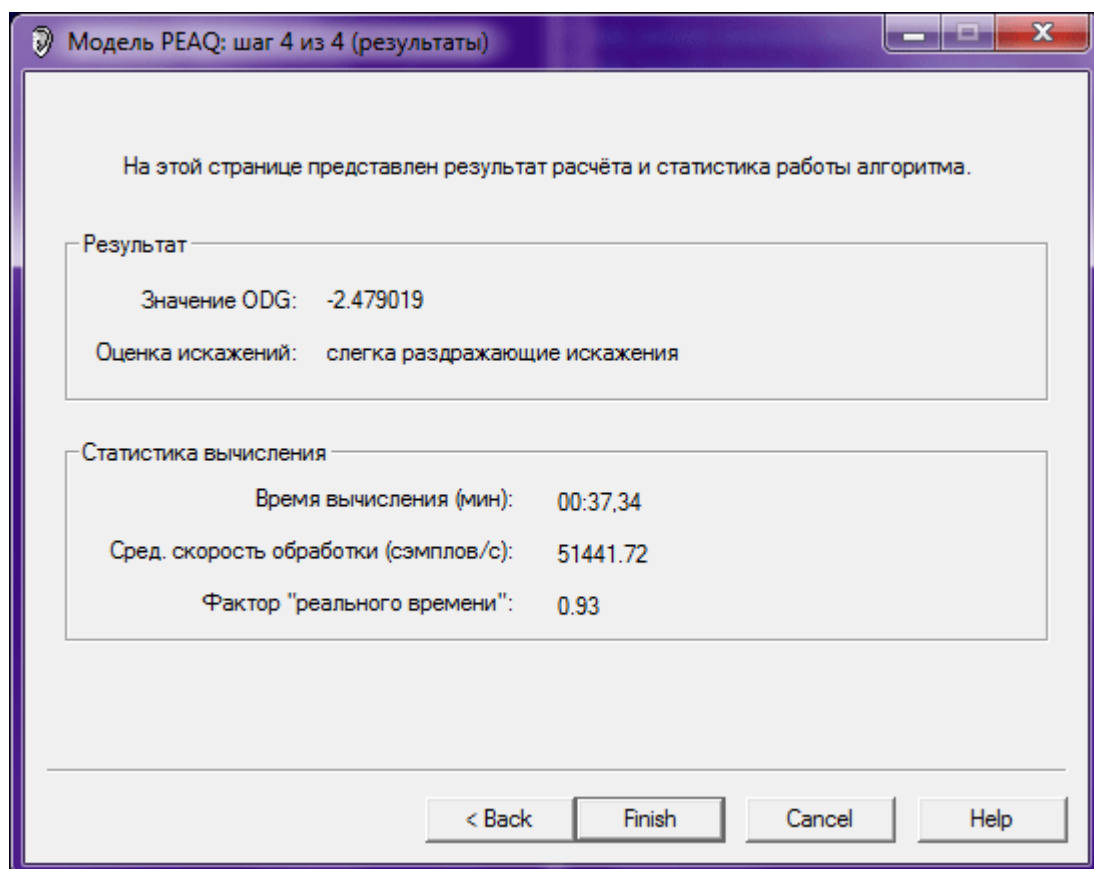 Модель PEAQ: шаг 4 из 4 (результаты)
На этой странице представлен результат расчёта и статистика работы алгоритма.
Результат
Значение ODG: -2.479019
Оценка искажений: слегка раздражающие искажения
Статистика вычисления
Время вычисления (мин): 00:37,34
Сред. скорость обработки (сэмплов/с): 51441.72
Фактор "реального времени": 0.93
< Back Finish Cancel Help